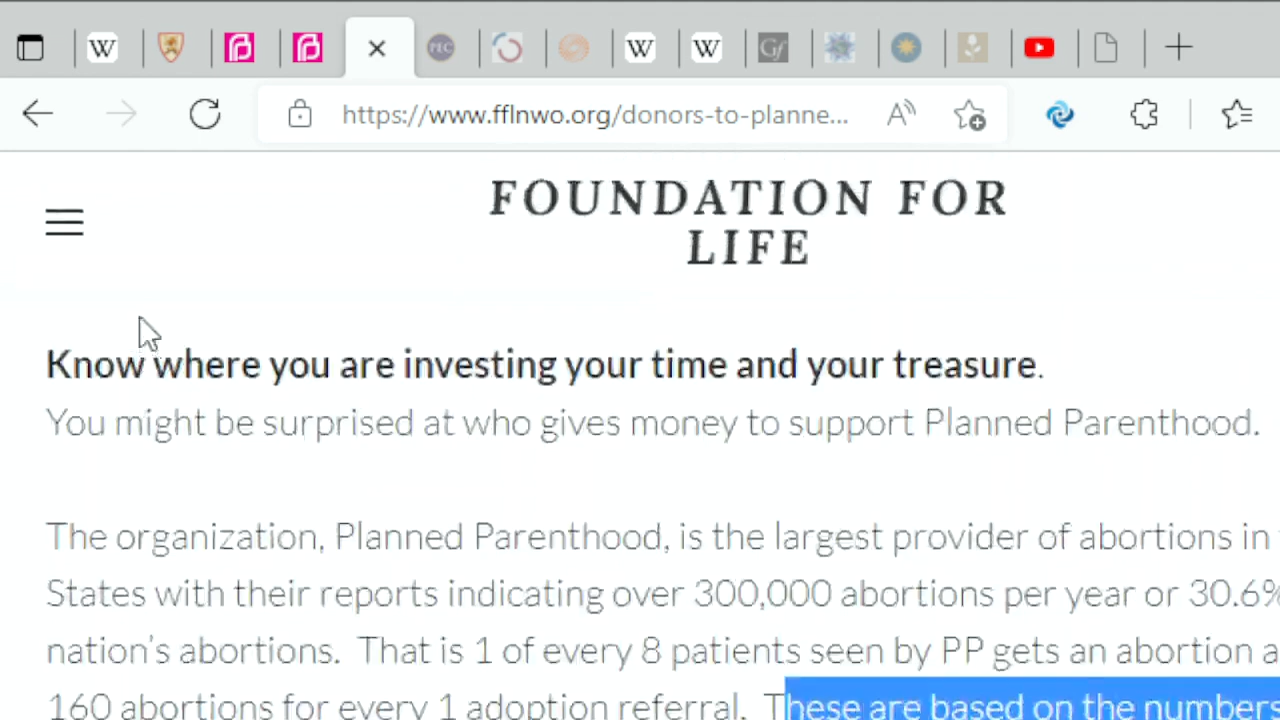 W
W
W
PEC
Gf
https://www.fflnwo.org/donors-to-planne...
A
FOUNDATION FOR
LIFE
Know where you are investing your time and your treasure.
You might be surprised at who gives money to support Planned Parenthood.
The organization, Planned Parenthood, is the largest provider of abortions in
States with their reports indicating over 300,000 abortions per year or 30.6%
nation's abortions. That is 1 of every 8 patients seen by PP gets an abortion a
160 abortions for every 1 adoption referral. These are based on the numbers